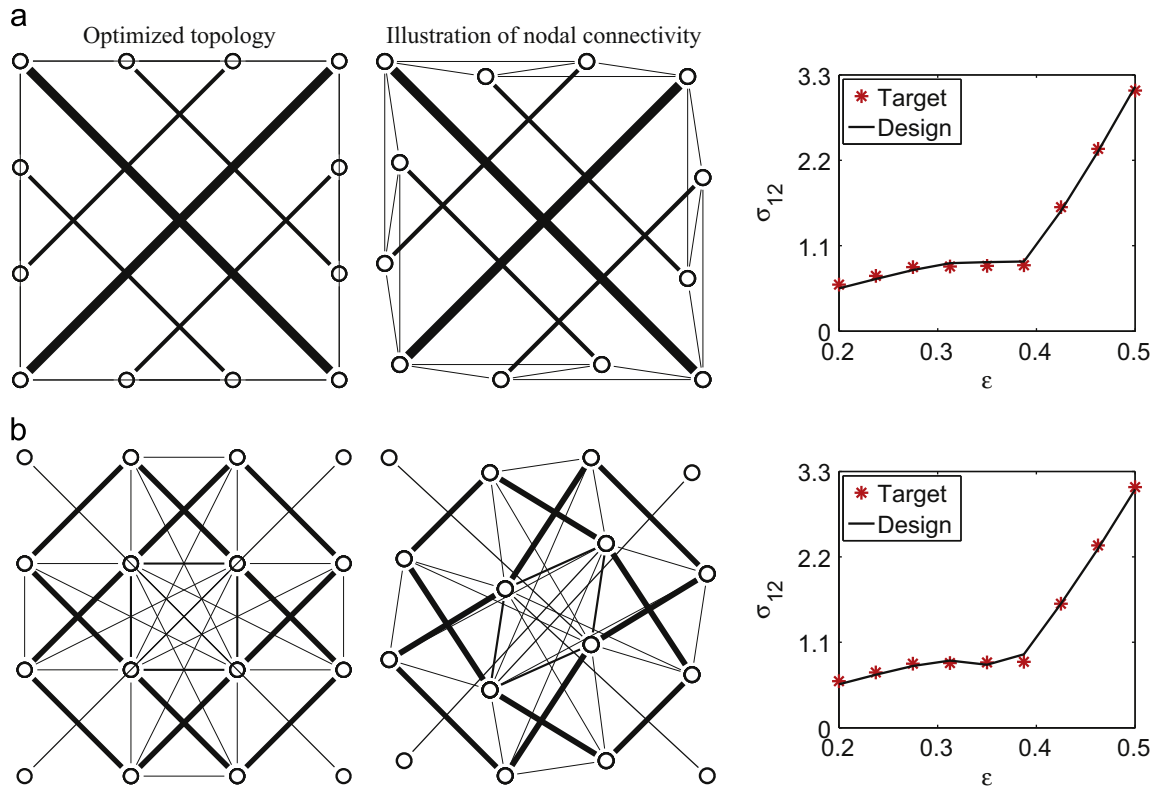 a
Optimized topology
Illustration of nodal connectivity
3.3
2.2
1.1
0
σ12
Target
Design
0.2
0.3
0.4
0.5
ε
b
3.3
2.2
1.1
0
σ12
Target
Design
0.2
0.3
0.4
0.5
ε